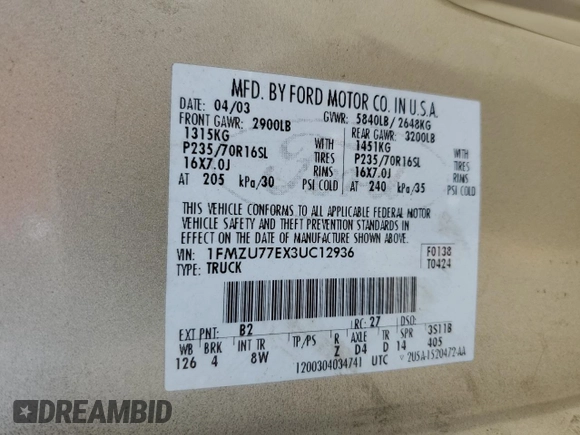 MFD. BY FORD MOTOR CO. IN U.S.A.
DATE: 04/03 GVWR: 5840LB/2648KG
FRONT GAWR: 2900LB REAR GAWR: 3200LB
1315KG WITH 1451KG WITH
P235/70R16SL TIRES P235/70R16SL TIRES
16X7.0J RIMS 16X7.0J RIMS
AT 205 kPa/30 PSI COLD AT 240 kPa/35 PSI COLD
THIS VEHICLE CONFORMS TO ALL APPLICABLE FEDERAL MOTOR
VEHICLE SAFETY AND THEFT PREVENTION STANDARDS IN
EFFECT ON THE DATE OF MANUFACTURE SHOWN ABOVE.
VIN: 1FMZU77EX3UC12936 F0138
TYPE: TRUCK T0424
EXT PNT: B2 RC: 27 DSO:
WB BRK INT TR TP/PS R AXLE TR SPR 3S11B
126 4 8W Z D4 D 14 405
1200304034741 UTC 2USA-1520472-AA
DREAMBID